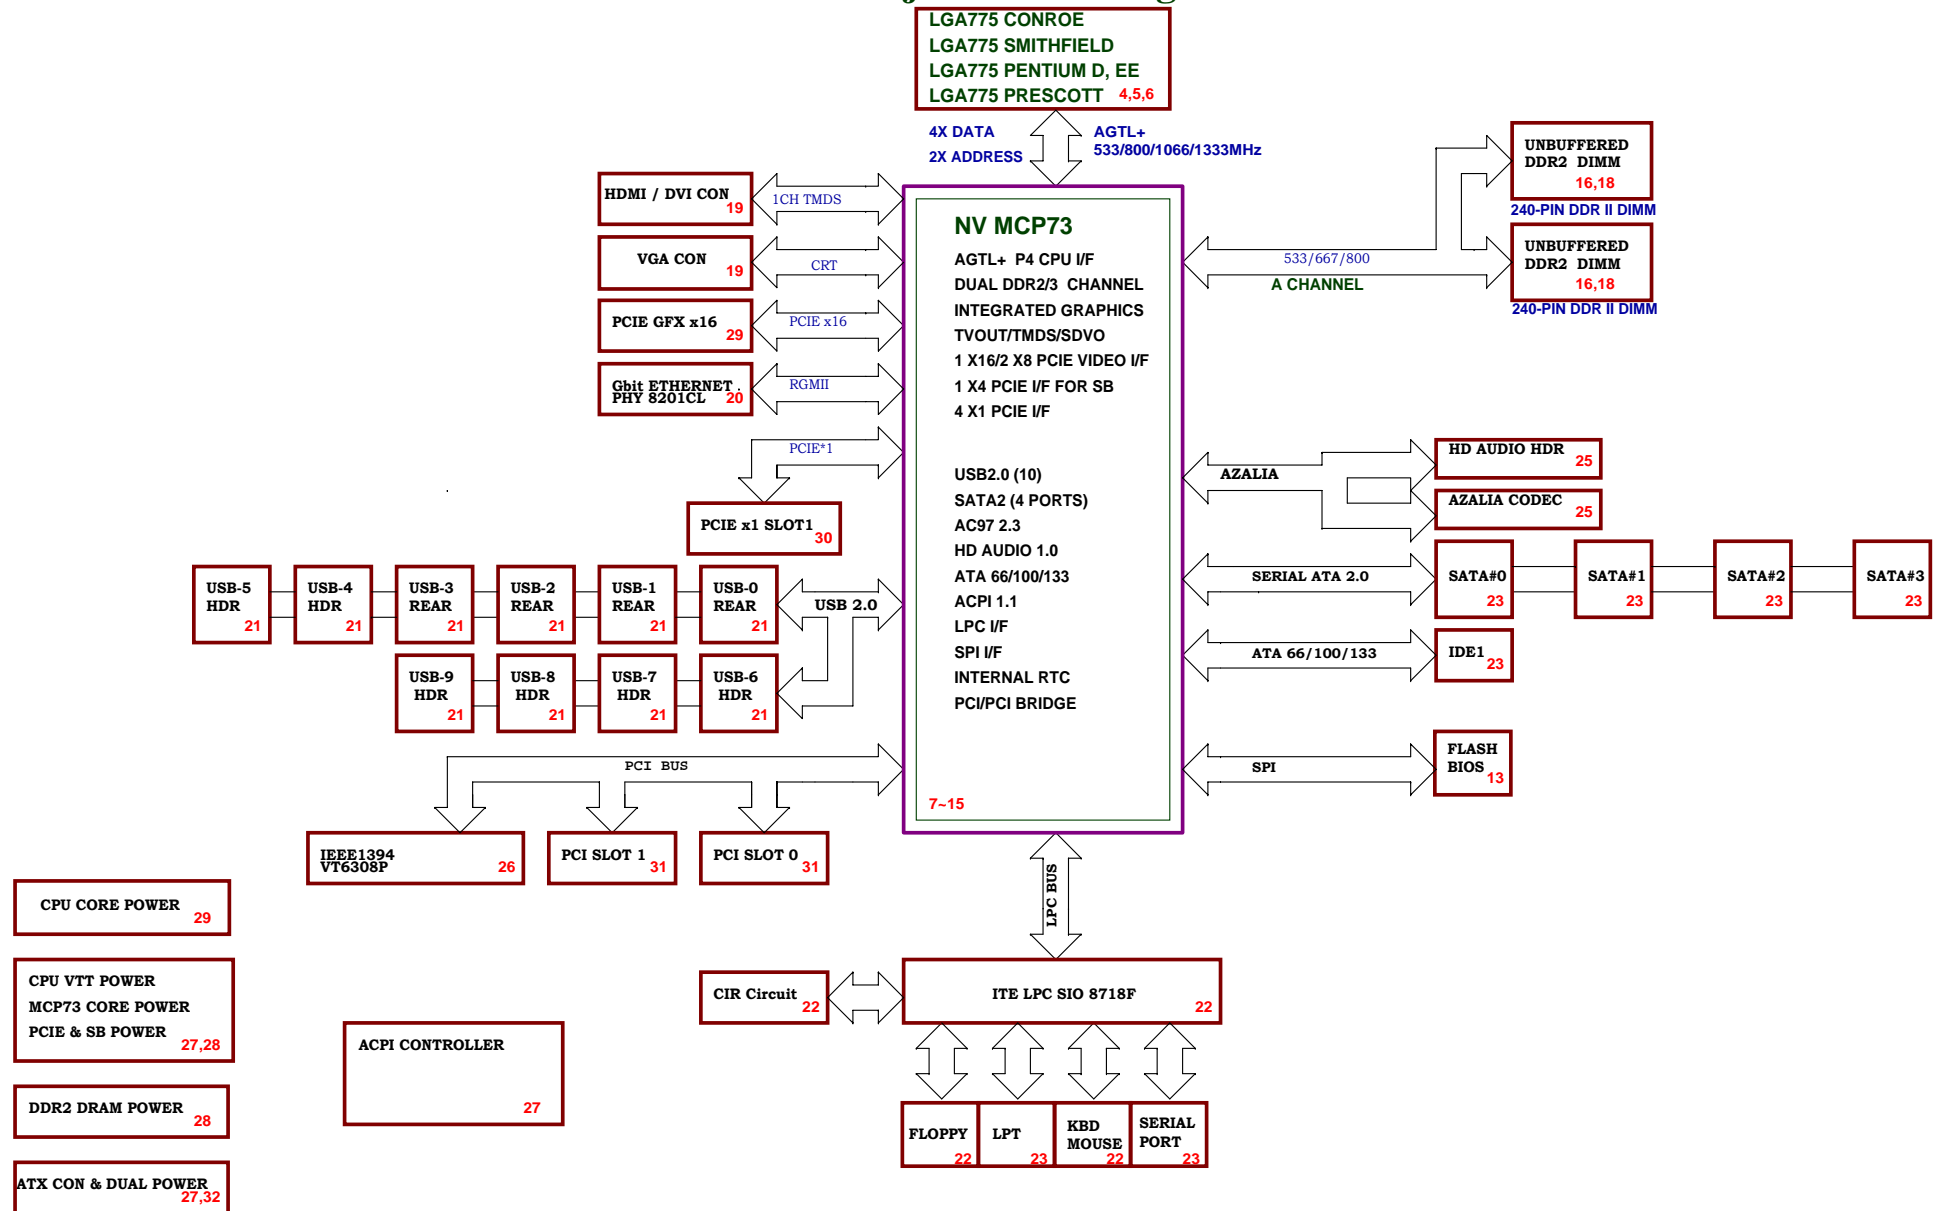 LGA775 CONROE
LGA775 SMITHFIELD
LGA775 PENTIUM D, EE
LGA775 PRESCOTT 4,5,6
4X DATA
2X ADDRESS
AGTL+
533/800/1066/1333MHz
HDMI / DVI CON
19
1CH TMDS
VGA CON
19
CRT
PCIE GFX x16
29
PCIE x16
Gbit ETHERNET .
PHY 8201CL 20
RGMII
PCIE*1
PCIE x1 SLOT1
30
NV MCP73
AGTL+ P4 CPU I/F
DUAL DDR2/3 CHANNEL
INTEGRATED GRAPHICS
TVOUT/TMDS/SDVO
1 X16/2 X8 PCIE VIDEO I/F
1 X4 PCIE I/F FOR SB
4 X1 PCIE I/F
USB2.0 (10)
SATA2 (4 PORTS)
AC97 2.3
HD AUDIO 1.0
ATA 66/100/133
ACPI 1.1
LPC I/F
SPI I/F
INTERNAL RTC
PCI/PCI BRIDGE
7~15
UNBUFFERED
DDR2 DIMM
16,18
240-PIN DDR II DIMM
533/667/800
A CHANNEL
UNBUFFERED
DDR2 DIMM
16,18
240-PIN DDR II DIMM
AZALIA
HD AUDIO HDR
25
AZALIA CODEC
25
SERIAL ATA 2.0
SATA#0
23
SATA#1
23
SATA#2
23
SATA#3
23
ATA 66/100/133
IDE1
23
SPI
FLASH
BIOS
13
USB-5
HDR
21
USB-4
HDR
21
USB-3
REAR
21
USB-2
REAR
21
USB-1
REAR
21
USB-0
REAR
21
USB 2.0
USB-9
HDR
21
USB-8
HDR
21
USB-7
HDR
21
USB-6
HDR
21
PCI BUS
IEEE1394
VT6308P
26
PCI SLOT 1
31
PCI SLOT 0
31
LPC BUS
CIR Circuit
22
ITE LPC SIO 8718F
22
FLOPPY
22
LPT
23
KBD
MOUSE
22
SERIAL
PORT
23
CPU CORE POWER
29
CPU VTT POWER
MCP73 CORE POWER
PCIE & SB POWER
27,28
DDR2 DRAM POWER
28
ATX CON & DUAL POWER
27,32
ACPI CONTROLLER
27